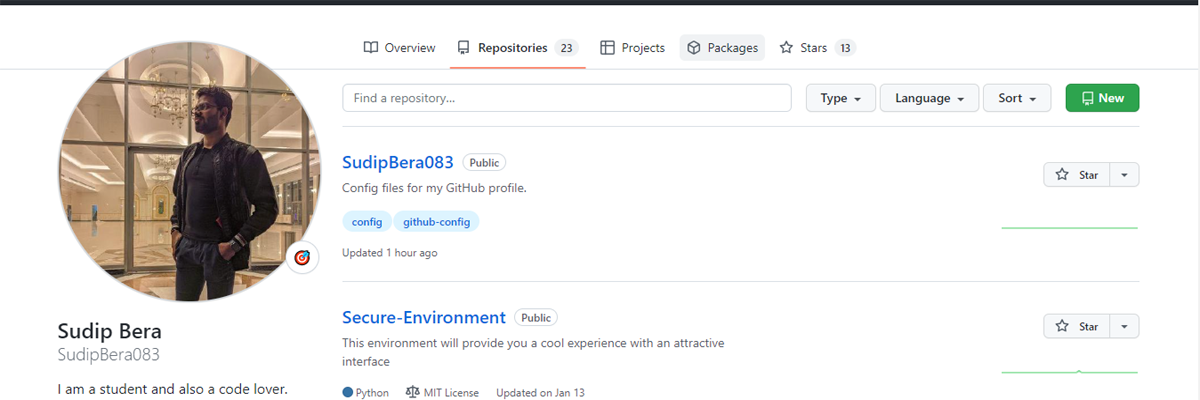 Overview Repositories 23 Projects Packages Stars 13
Find a repository...
Type Language Sort New
SudipBera083 Public
Star
Config files for my GitHub profile.
config github-config
Updated 1 hour ago
Secure-Environment Public
Star
This environment will provide you a cool experience with an attractive
interface
Python MIT License Updated on Jan 13
Sudip Bera
SudipBera083
I am a student and also a code lover.